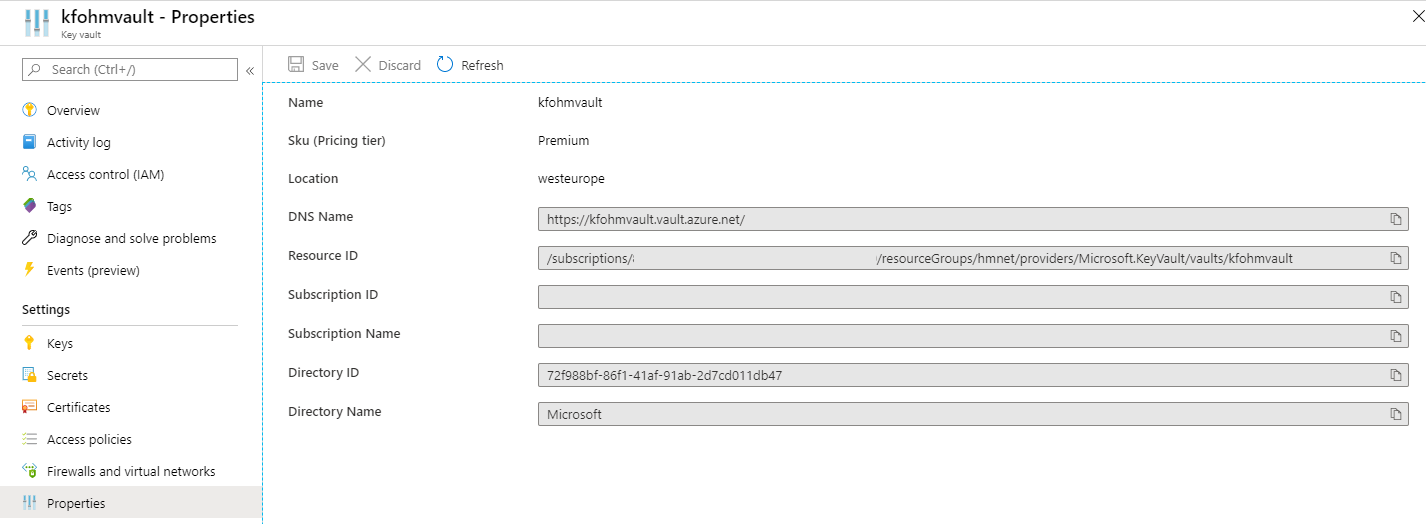 kfohmvault - Properties
Key vault
Search (Ctrl+/)
«
Overview
Activity log
Access control (IAM)
Tags
Diagnose and solve problems
Events (preview)
Settings
Keys
Secrets
Certificates
Access policies
Firewalls and virtual networks
Properties
Save Discard Refresh
Name kfohmvault
Sku (Pricing tier) Premium
Location westeurope
DNS Name https://kfohmvault.vault.azure.net/
Resource ID /subscriptions/ /resourceGroups/hmnet/providers/Microsoft.KeyVault/vaults/kfohmvault
Subscription ID
Subscription Name
Directory ID 72f988bf-86f1-41af-91ab-2d7cd011db47
Directory Name Microsoft